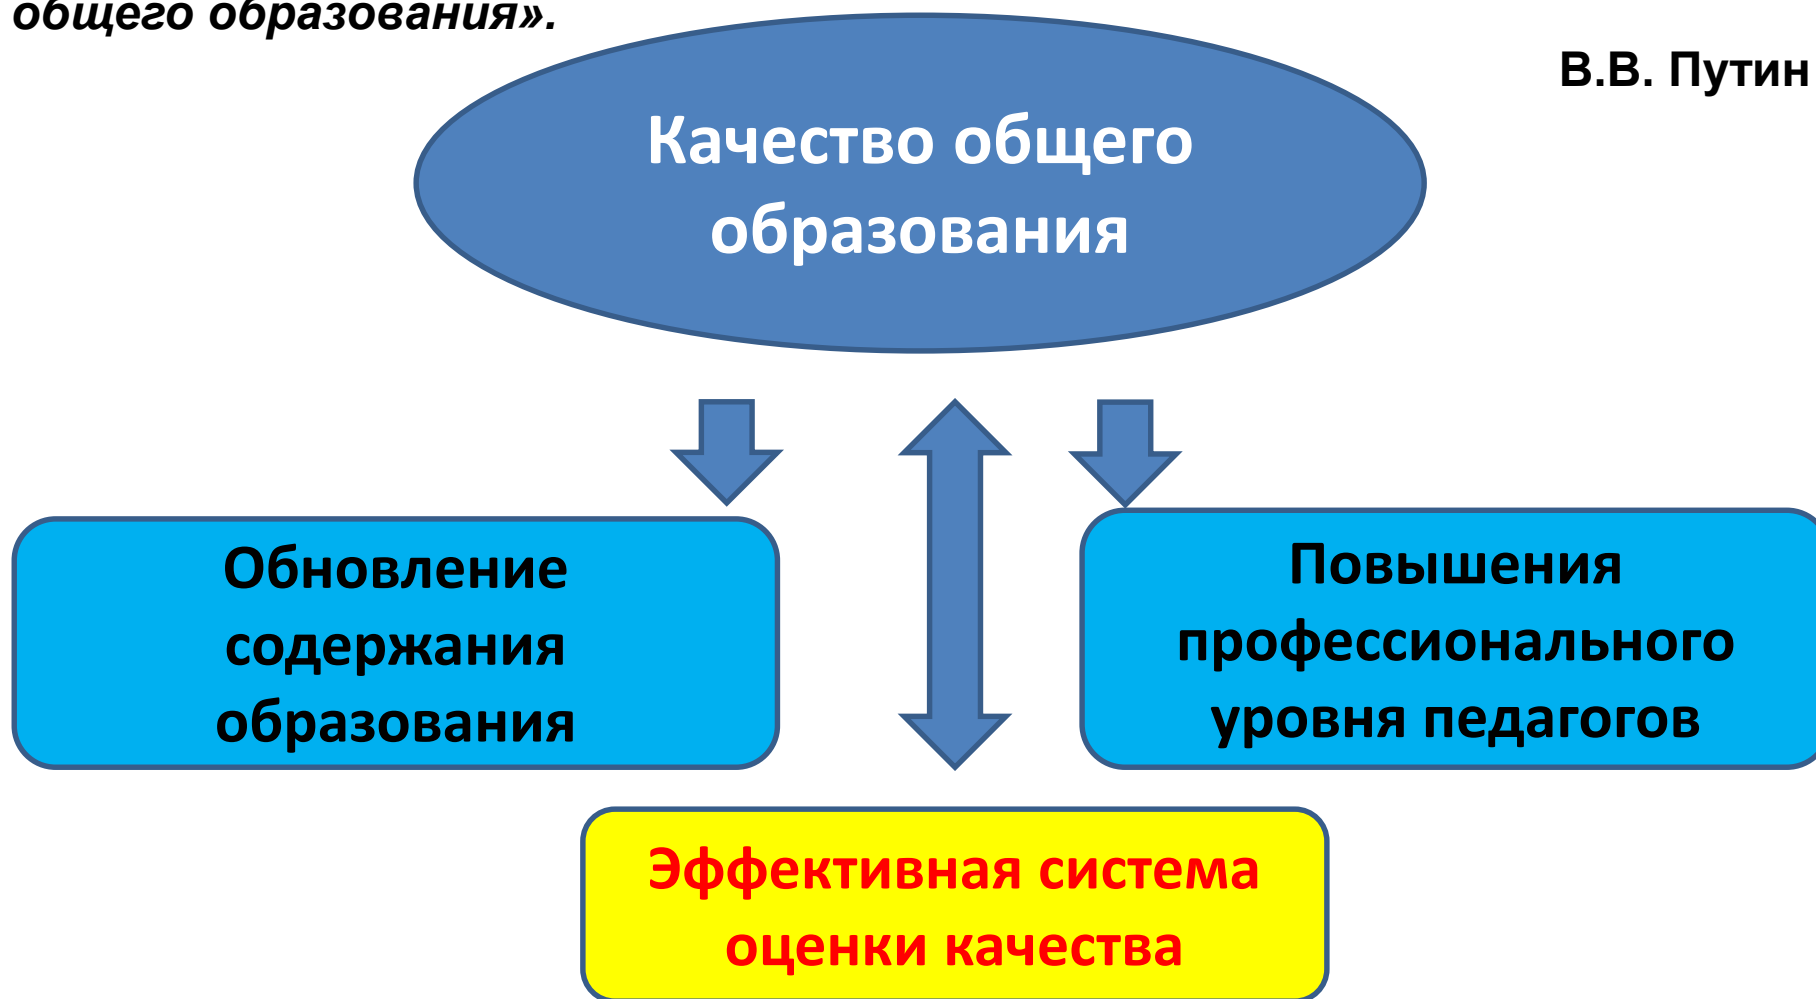 общего образования».
В.В. Путин
Качество общего
образования
Обновление
содержания
образования
Повышения
профессионального
уровня педагогов
Эффективная система
оценки качества